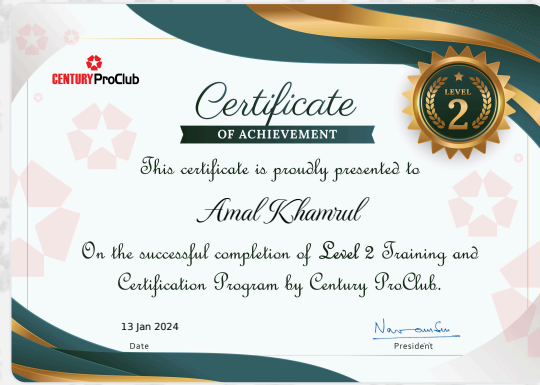 CENTURY ProClub
Certificate
OF ACHIEVEMENT
LEVEL
2
This certificate is proudly presented to
Amal Khamrul
On the successful completion of Level 2 Training and
Certification Program by Century ProClub.
13 Jan 2024
Date
President